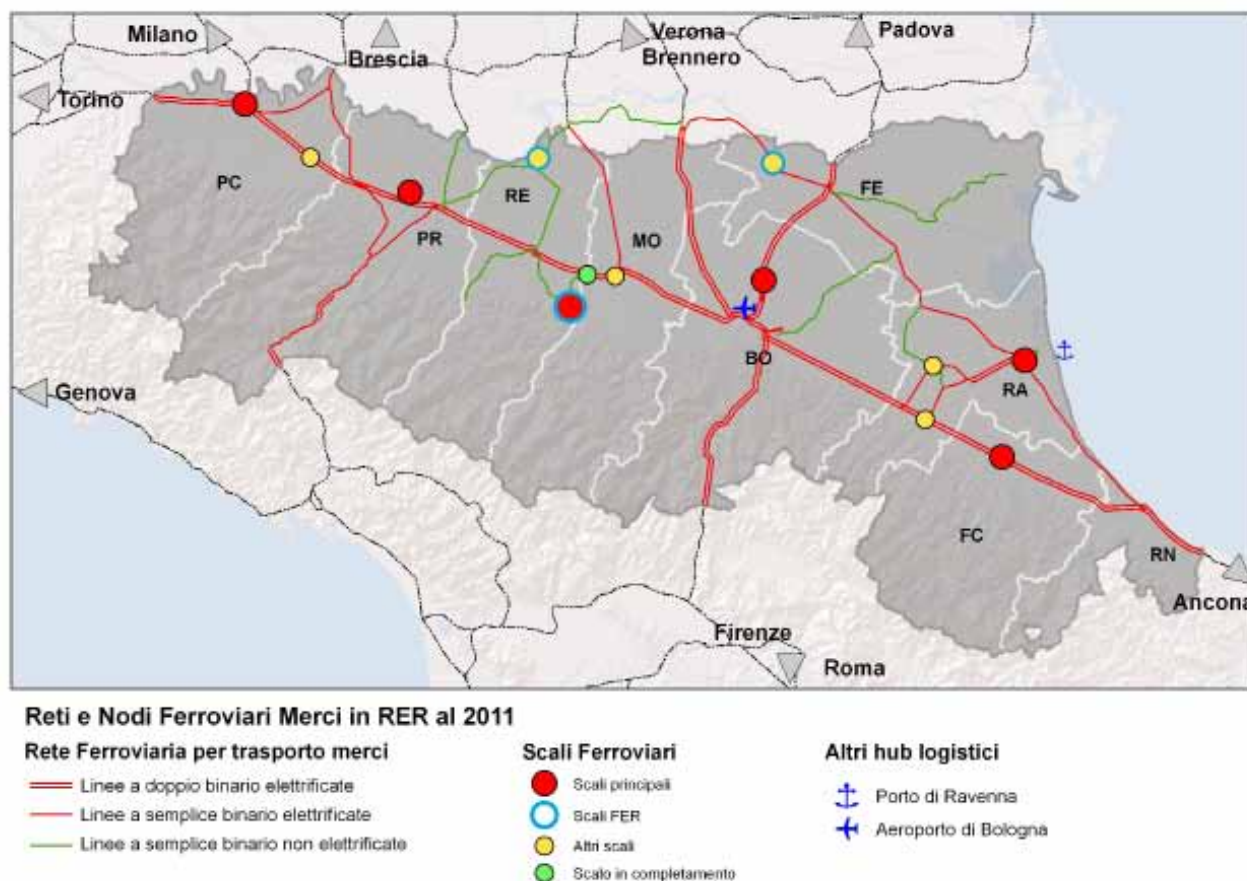 Milano
Verona
Padova
Brescia
Brennero
Torino
PC
RE
FE
PR
MO
Genova
BO
RA
FC
RN
Ancona
Firenze
Roma
Reti e Nodi Ferroviari Merci in RER al 2011
Rete Ferroviaria per trasporto merci
Linee a doppio binario elettrificate
Linee a semplice binario elettrificate
Linee a semplice binario non elettrificate
Scali Ferroviari
Scali principali
Scali FER
Altri scali
Scalo in completamento
Altri hub logistici
Porto di Ravenna
Aeroporto di Bologna